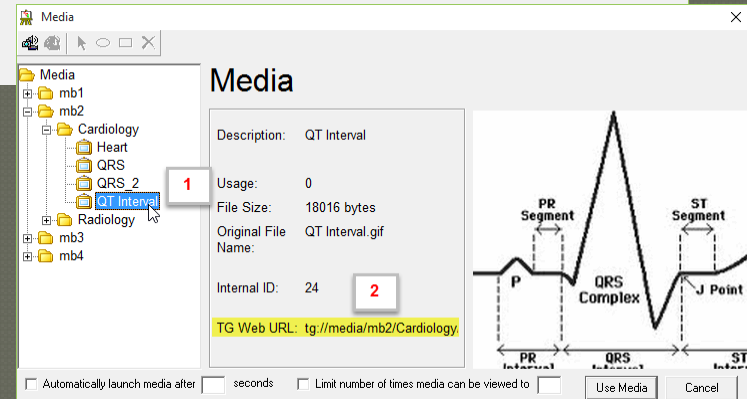 Media
Media
mb1
mb2
Cardiology
Heart
QRS
QRS_2
QT Interval
Radiology
mb3
mb4
1
Media
Description: QT Interval
Usage: 0
File Size: 18016 bytes
Original File Name: QT Interval.gif
Internal ID: 24
2
TG Web URL: tg://media/mb2/Cardiology.
PR
Segment
ST
Segment
P
QRS
Complex
J Point
PR
Interval
QRS
Interval
ST
Automatically launch media after seconds
Limit number of times media can be viewed to
Use Media
Cancel